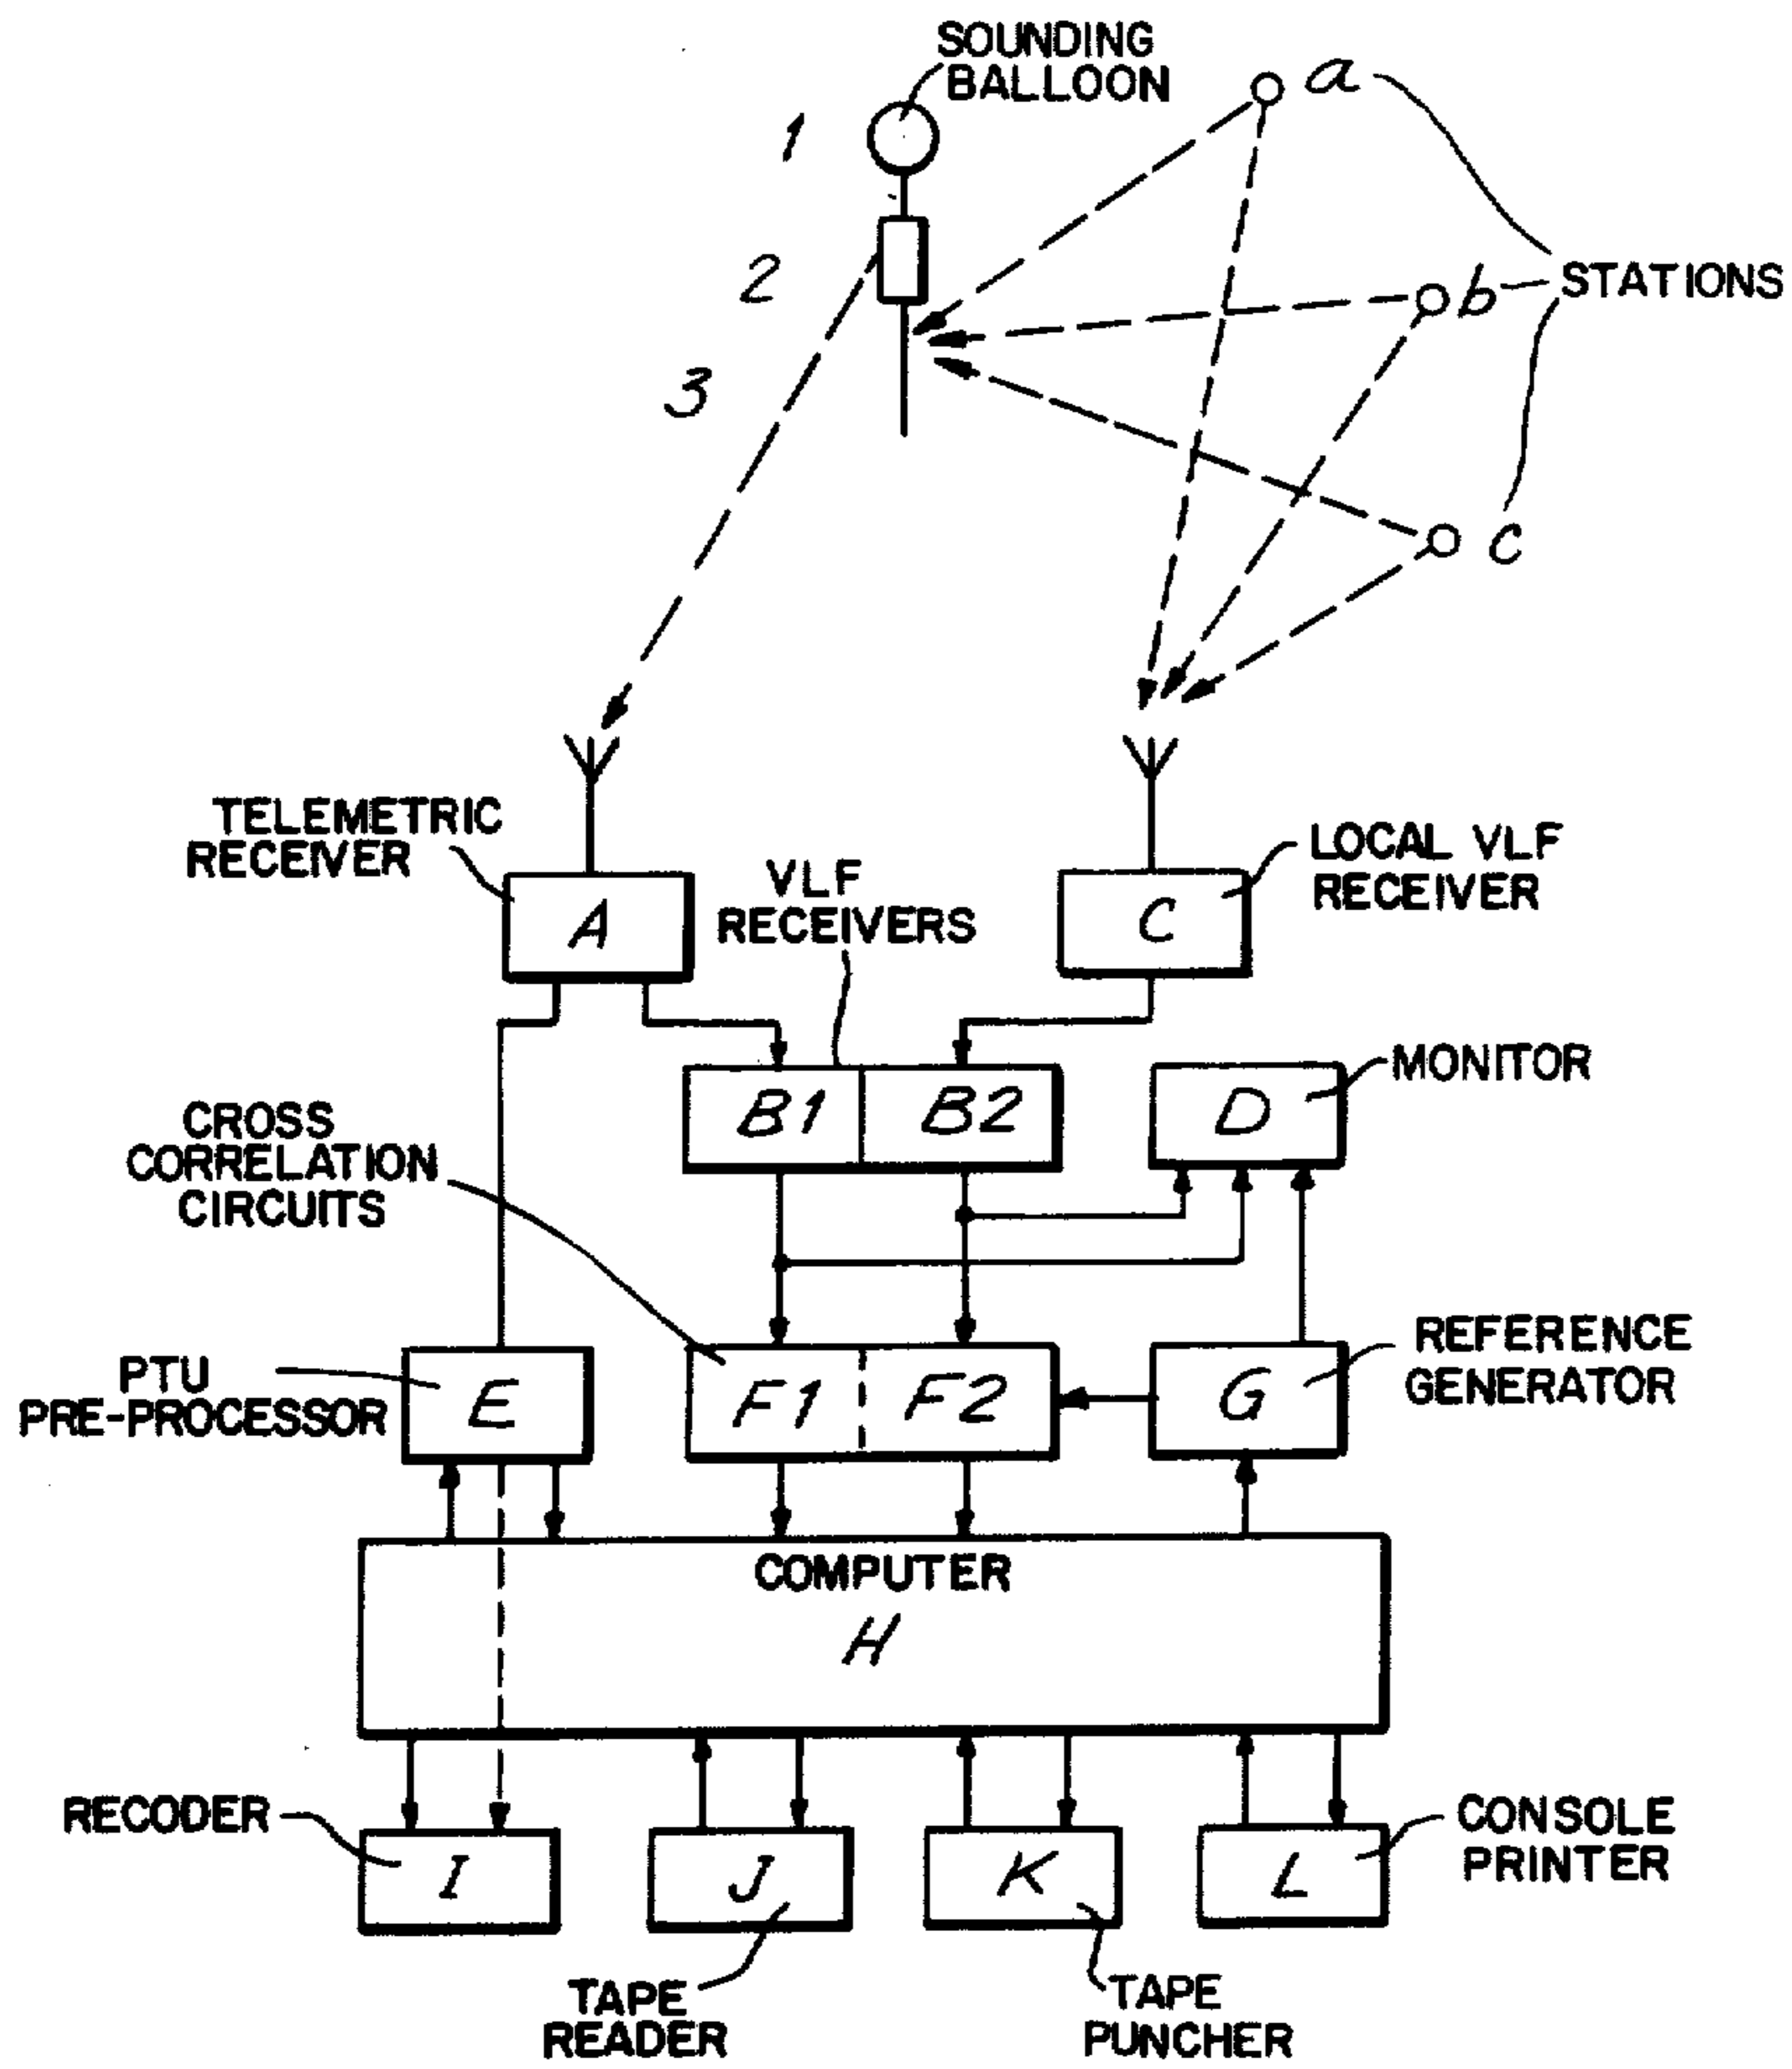 SOUNDING
BALLOON
1
a
2
b
STATIONS
3
c
TELEMETRIC
RECEIVER
VLF
RECEIVERS
LOCAL VLF
RECEIVER
A
C
CROSS
CORRELATION
CIRCUITS
B1
B2
D
MONITOR
PTU
PRE-PROCESSOR
E
F1
F2
G
REFERENCE
GENERATOR
COMPUTER
H
RECODER
I
J
K
L
CONSOLE
PRINTER
TAPE
READER
TAPE
PUNCHER